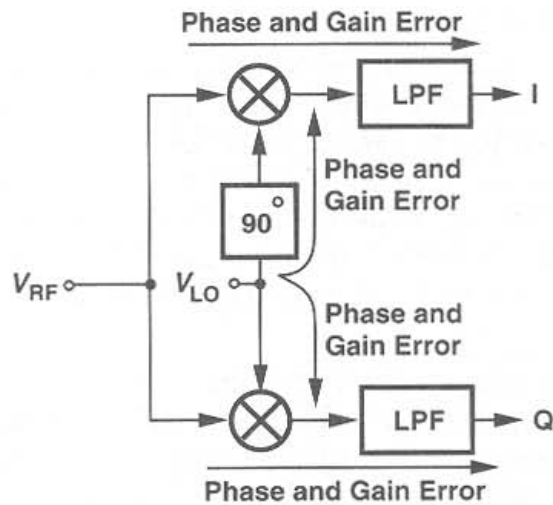 Phase and Gain Error
LPF
I
Phase and
Gain Error
90°
V_RF
V_LO
Phase and
Gain Error
LPF
Q
Phase and Gain Error